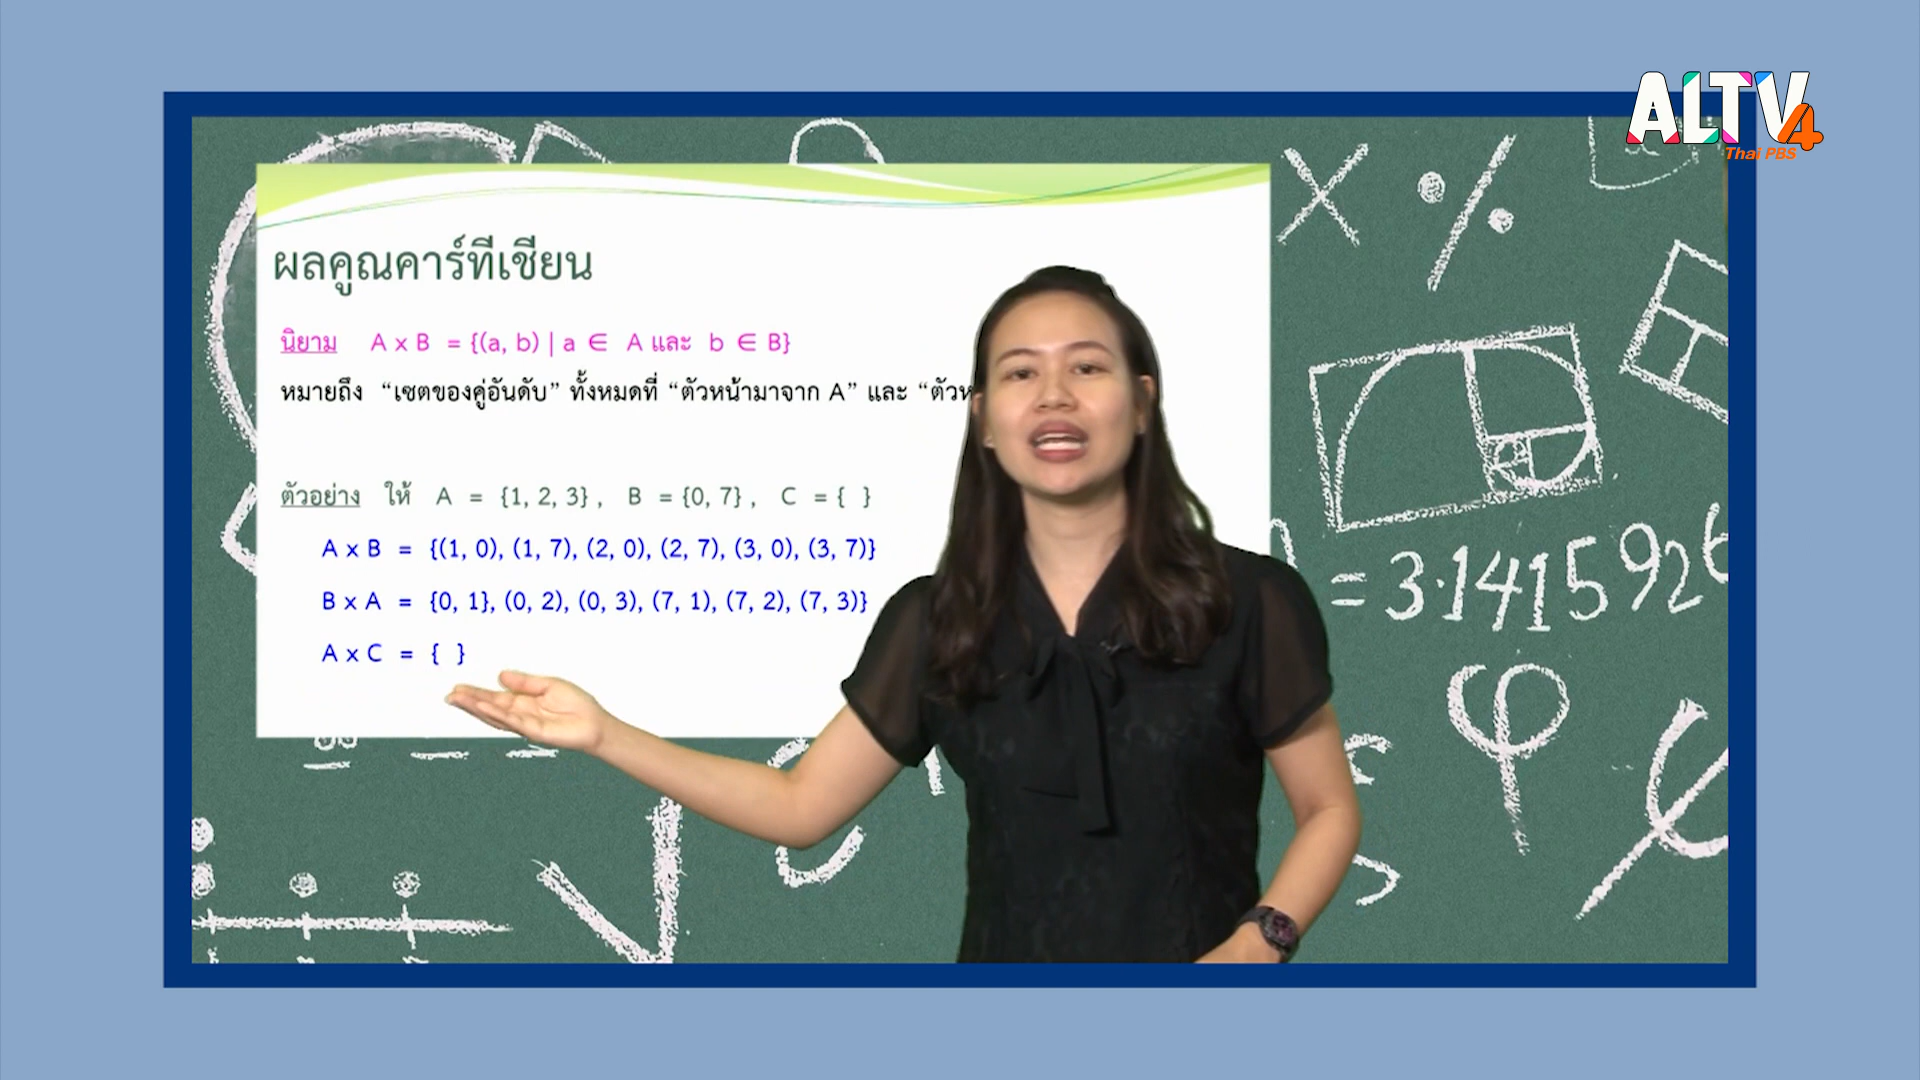 ALTV4
Thai PBS
ผลคูณคาร์ทีเชียน
นิยาม A x B = {(a, b) | a ∈ A และ b ∈ B}
หมายถึง “เซตของคู่อันดับ” ทั้งหมดที่ “ตัวหน้ามาจาก A” และ
ตัวอย่าง ให้ A = {1, 2, 3} , B = {0, 7} , C = { }
A x B = {(1, 0), (1, 7), (2, 0), (2, 7), (3, 0), (3, 7)}
B x A = {0, 1}, (0, 2), (0, 3), (7, 1), (7, 2), (7, 3)}
A x C = { }
x %
= 3·141592
φ
ψ